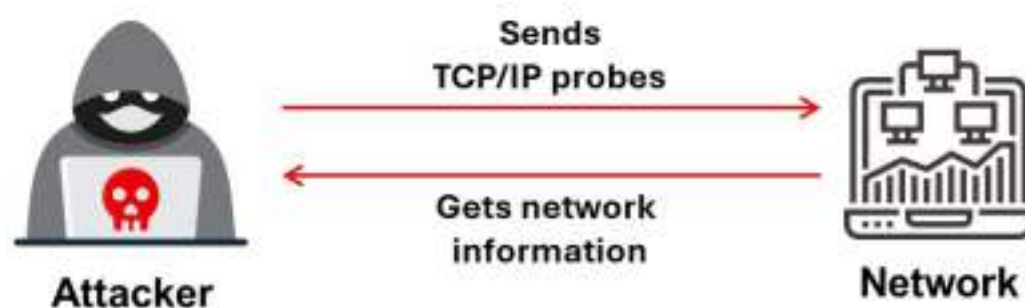 Sends
TCP/IP probes
Gets network
information
Attacker
Network